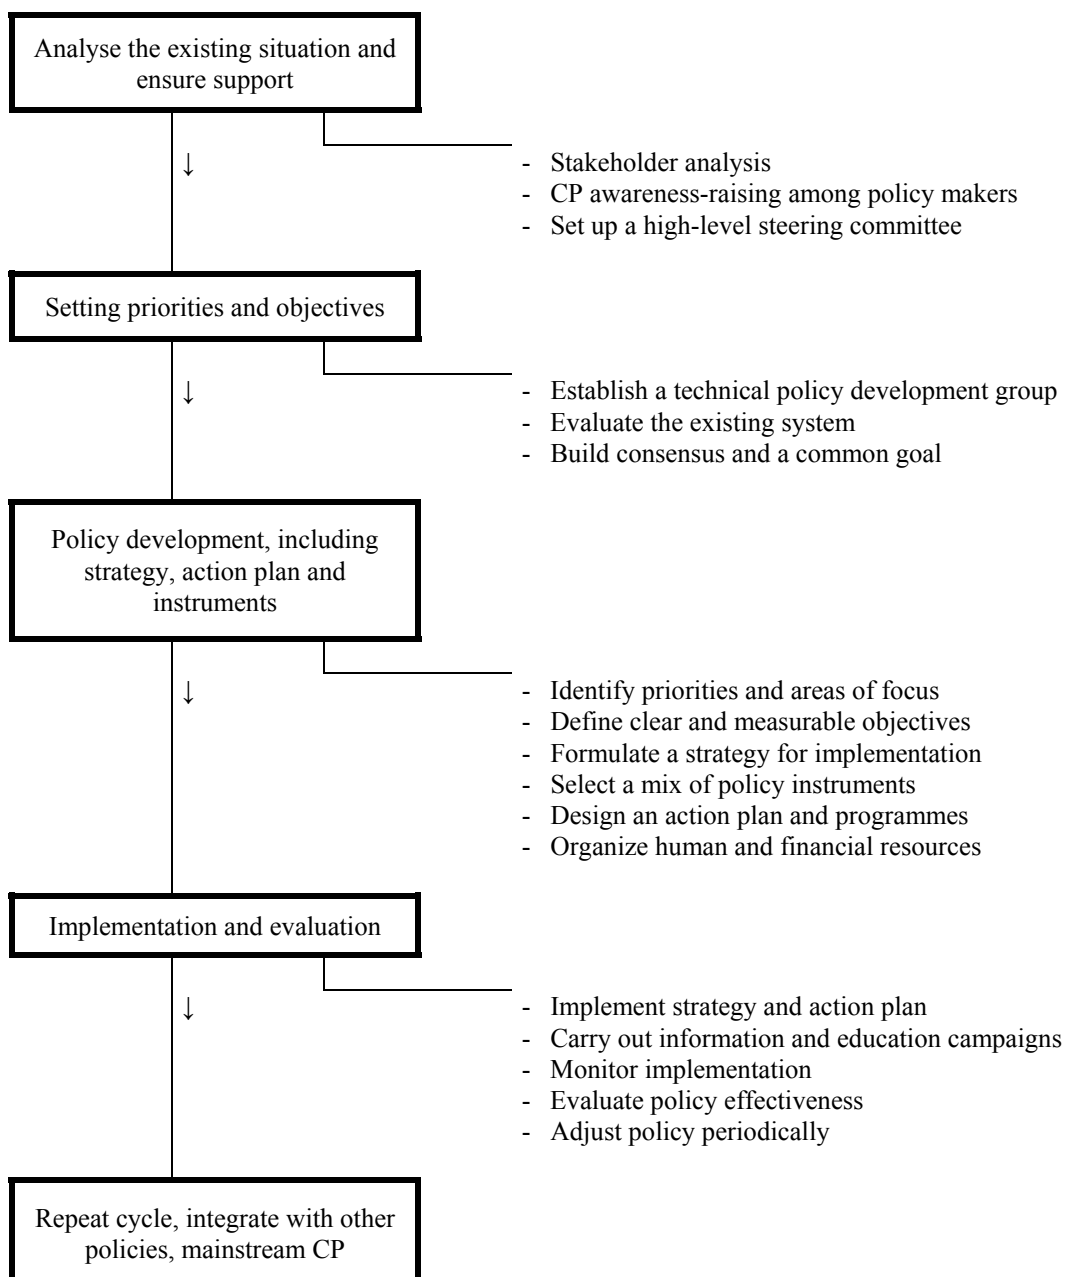 Analyse the existing situation and
ensure support
↓
- Stakeholder analysis
- CP awareness-raising among policy makers
- Set up a high-level steering committee
Setting priorities and objectives
↓
- Establish a technical policy development group
- Evaluate the existing system
- Build consensus and a common goal
Policy development, including
strategy, action plan and
instruments
↓
- Identify priorities and areas of focus
- Define clear and measurable objectives
- Formulate a strategy for implementation
- Select a mix of policy instruments
- Design an action plan and programmes
- Organize human and financial resources
Implementation and evaluation
↓
- Implement strategy and action plan
- Carry out information and education campaigns
- Monitor implementation
- Evaluate policy effectiveness
- Adjust policy periodically
Repeat cycle, integrate with other
policies, mainstream CP